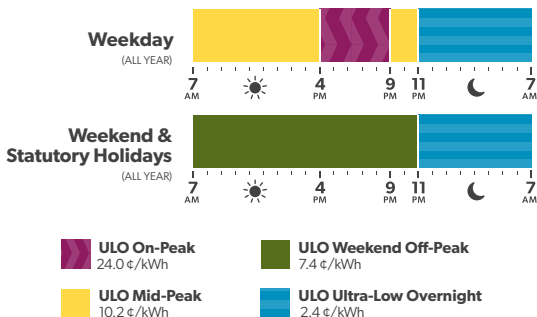 Weekday
(ALL YEAR)
7 4 9 11 7
AM PM PM PM AM
Weekend &
Statutory Holidays
(ALL YEAR)
7 4 9 11 7
AM PM PM PM AM
ULO On-Peak
24.0 ¢/kWh
ULO Weekend Off-Peak
7.4 ¢/kWh
ULO Mid-Peak
10.2 ¢/kWh
ULO Ultra-Low Overnight
2.4 ¢/kWh